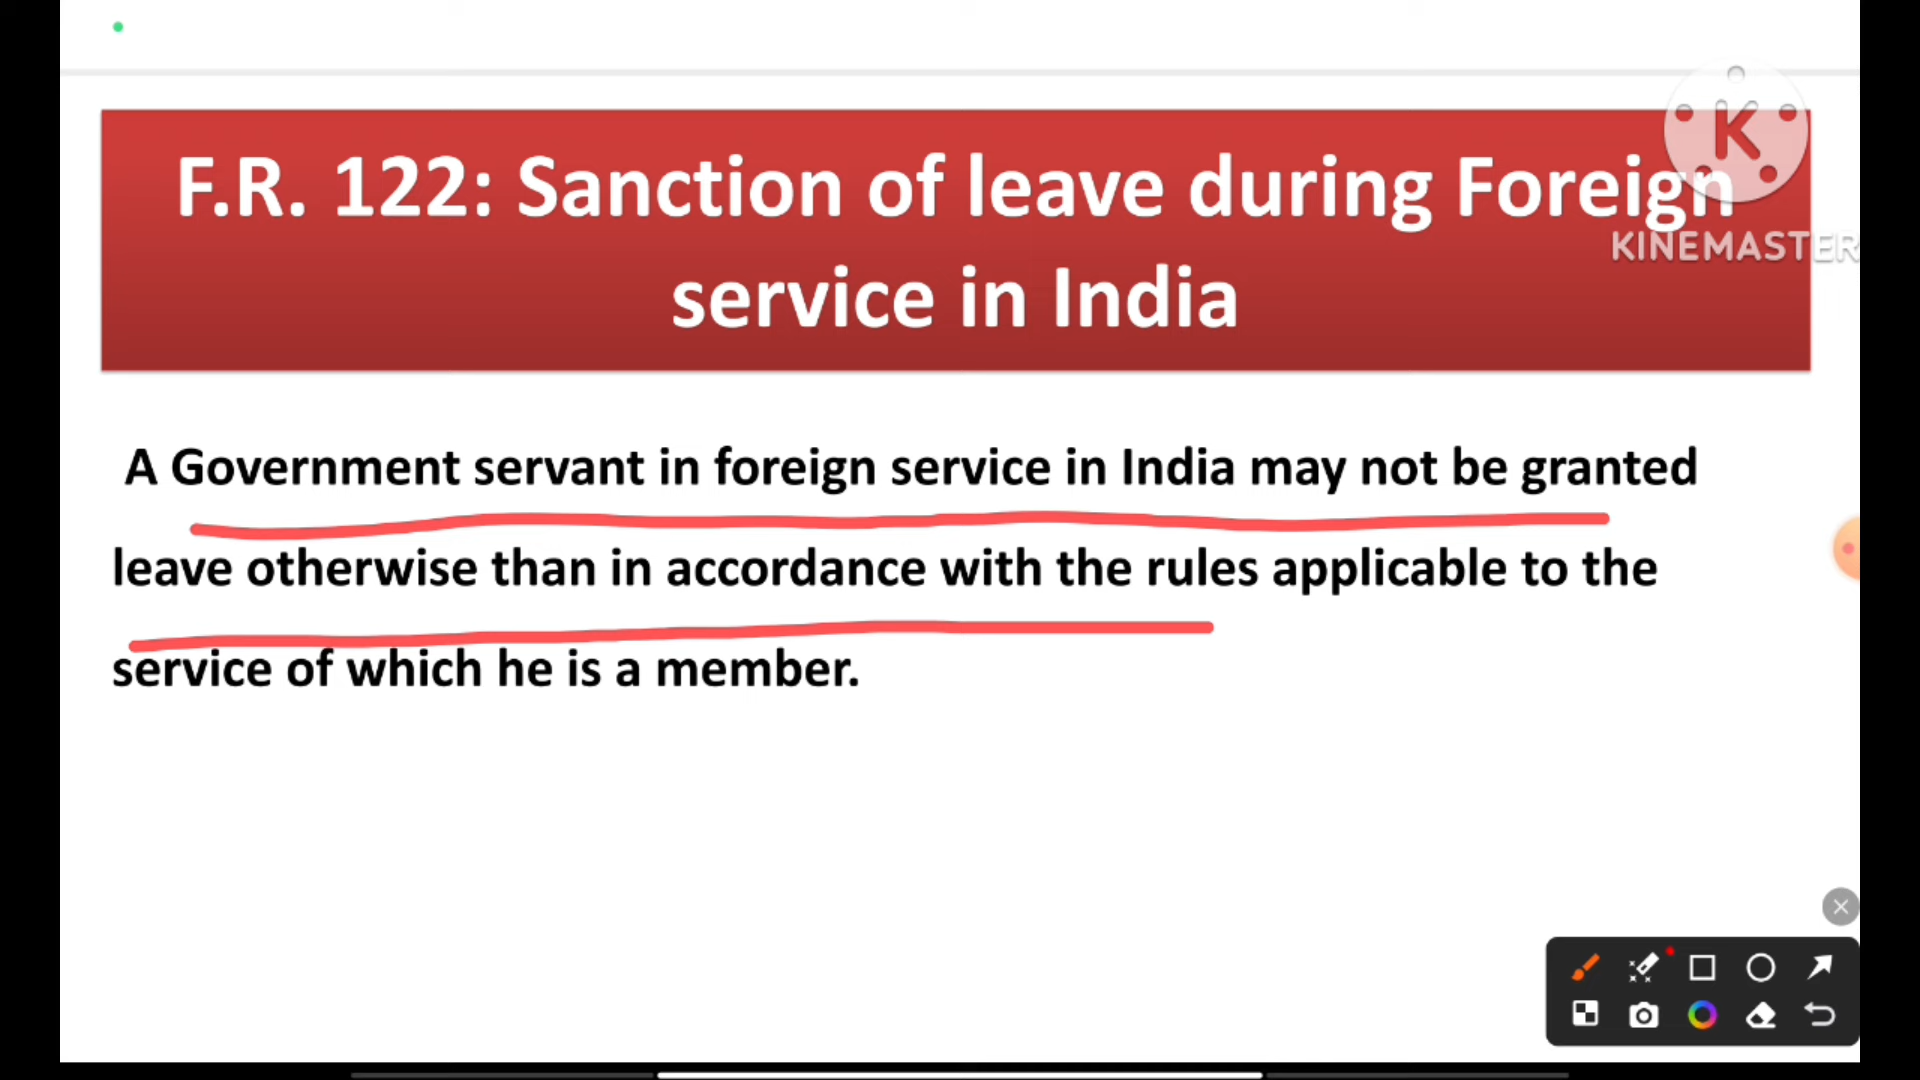 F.R. 122: Sanction of leave during Foreign
service in India
KINEMASTER
A Government servant in foreign service in India may not be granted
leave otherwise than in accordance with the rules applicable to the
service of which he is a member.